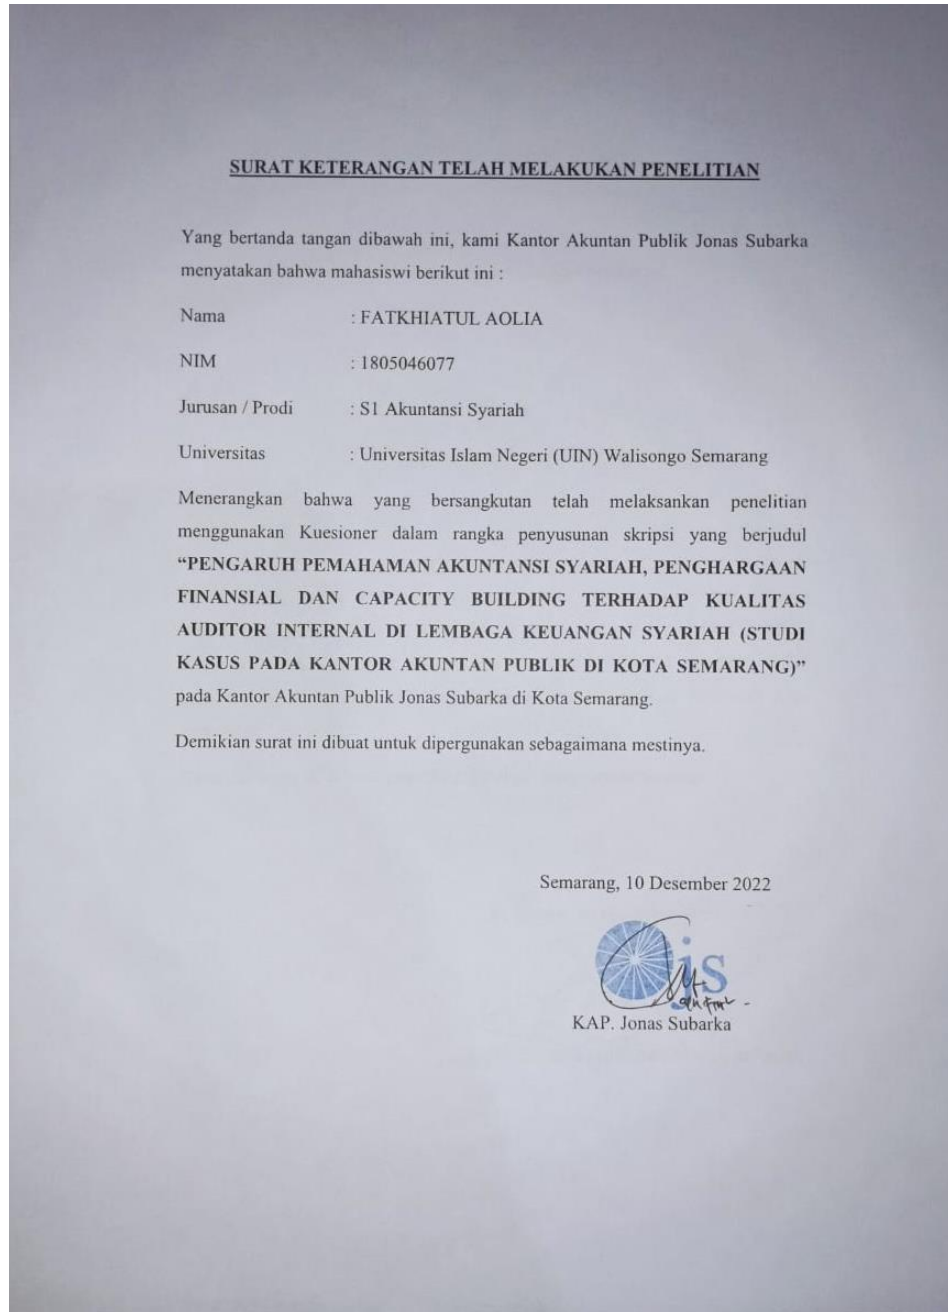 SURAT KETERANGAN TELAH MELAKUKAN PENELITIAN
Yang bertanda tangan dibawah ini, kami Kantor Akuntan Publik Jonas Subarka
menyatakan bahwa mahasiswi berikut ini :
Nama : FATKHIATUL AOLIA
NIM : 1805046077
Jurusan / Prodi : S1 Akuntansi Syariah
Universitas : Universitas Islam Negeri (UIN) Walisongo Semarang
Menerangkan bahwa yang bersangkutan telah melaksankan penelitian
menggunakan Kuesioner dalam rangka penyusunan skripsi yang berjudul
“PENGARUH PEMAHAMAN AKUNTANSI SYARIAH, PENGHARGAAN
FINANSIAL DAN CAPACITY BUILDING TERHADAP KUALITAS
AUDITOR INTERNAL DI LEMBAGA KEUANGAN SYARIAH (STUDI
KASUS PADA KANTOR AKUNTAN PUBLIK DI KOTA SEMARANG)”
pada Kantor Akuntan Publik Jonas Subarka di Kota Semarang.
Demikian surat ini dibuat untuk dipergunakan sebagaimana mestinya.
Semarang, 10 Desember 2022
js
KAP. Jonas Subarka